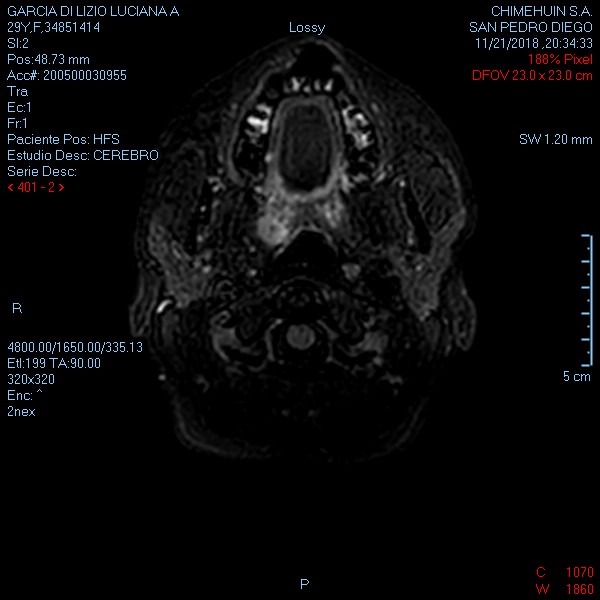 GARCIA DI LIZIO LUCIANA A
29Y,F,34851414
Sl:2
Pos:48.73 mm
Acc#: 200500030955
Tra
Ec:1
Fr:1
Paciente Pos: HFS
Estudio Desc: CEREBRO
Serie Desc:
< 401 - 2 >
Lossy
CHIMEHUIN S.A.
SAN PEDRO DIEGO
11/21/2018 ,20:34:33
188% Pixel
DFOV 23.0 x 23.0 cm
SW 1.20 mm
R
4800.00/1650.00/335.13
Etl:199 TA:90.00
320x320
Enc: ^
2nex
5 cm
P
C 1070
W 1860